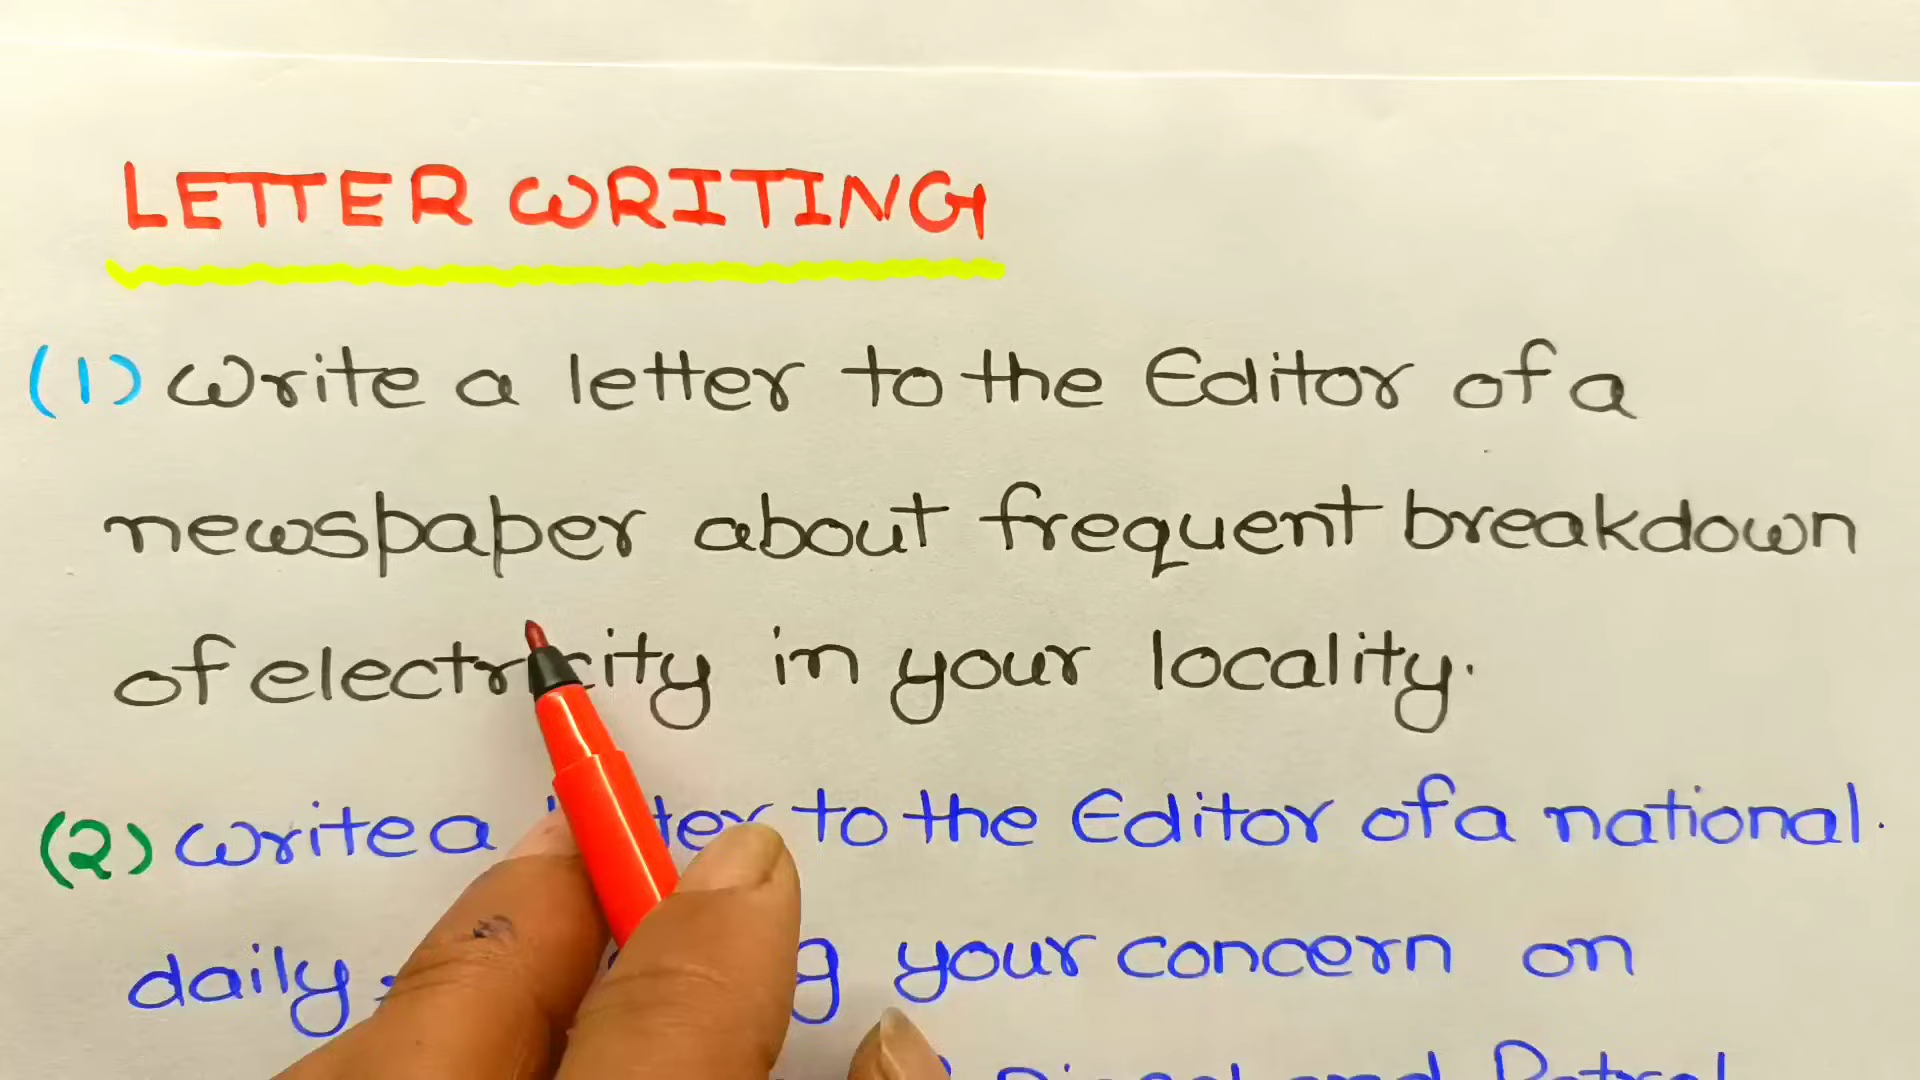 LETTER WRITING
(1) Write a letter to the Editor of a
newspaper about frequent breakdown
of electricity in your locality.
(2) Write a to the Editor of a national
daily your concern on
and